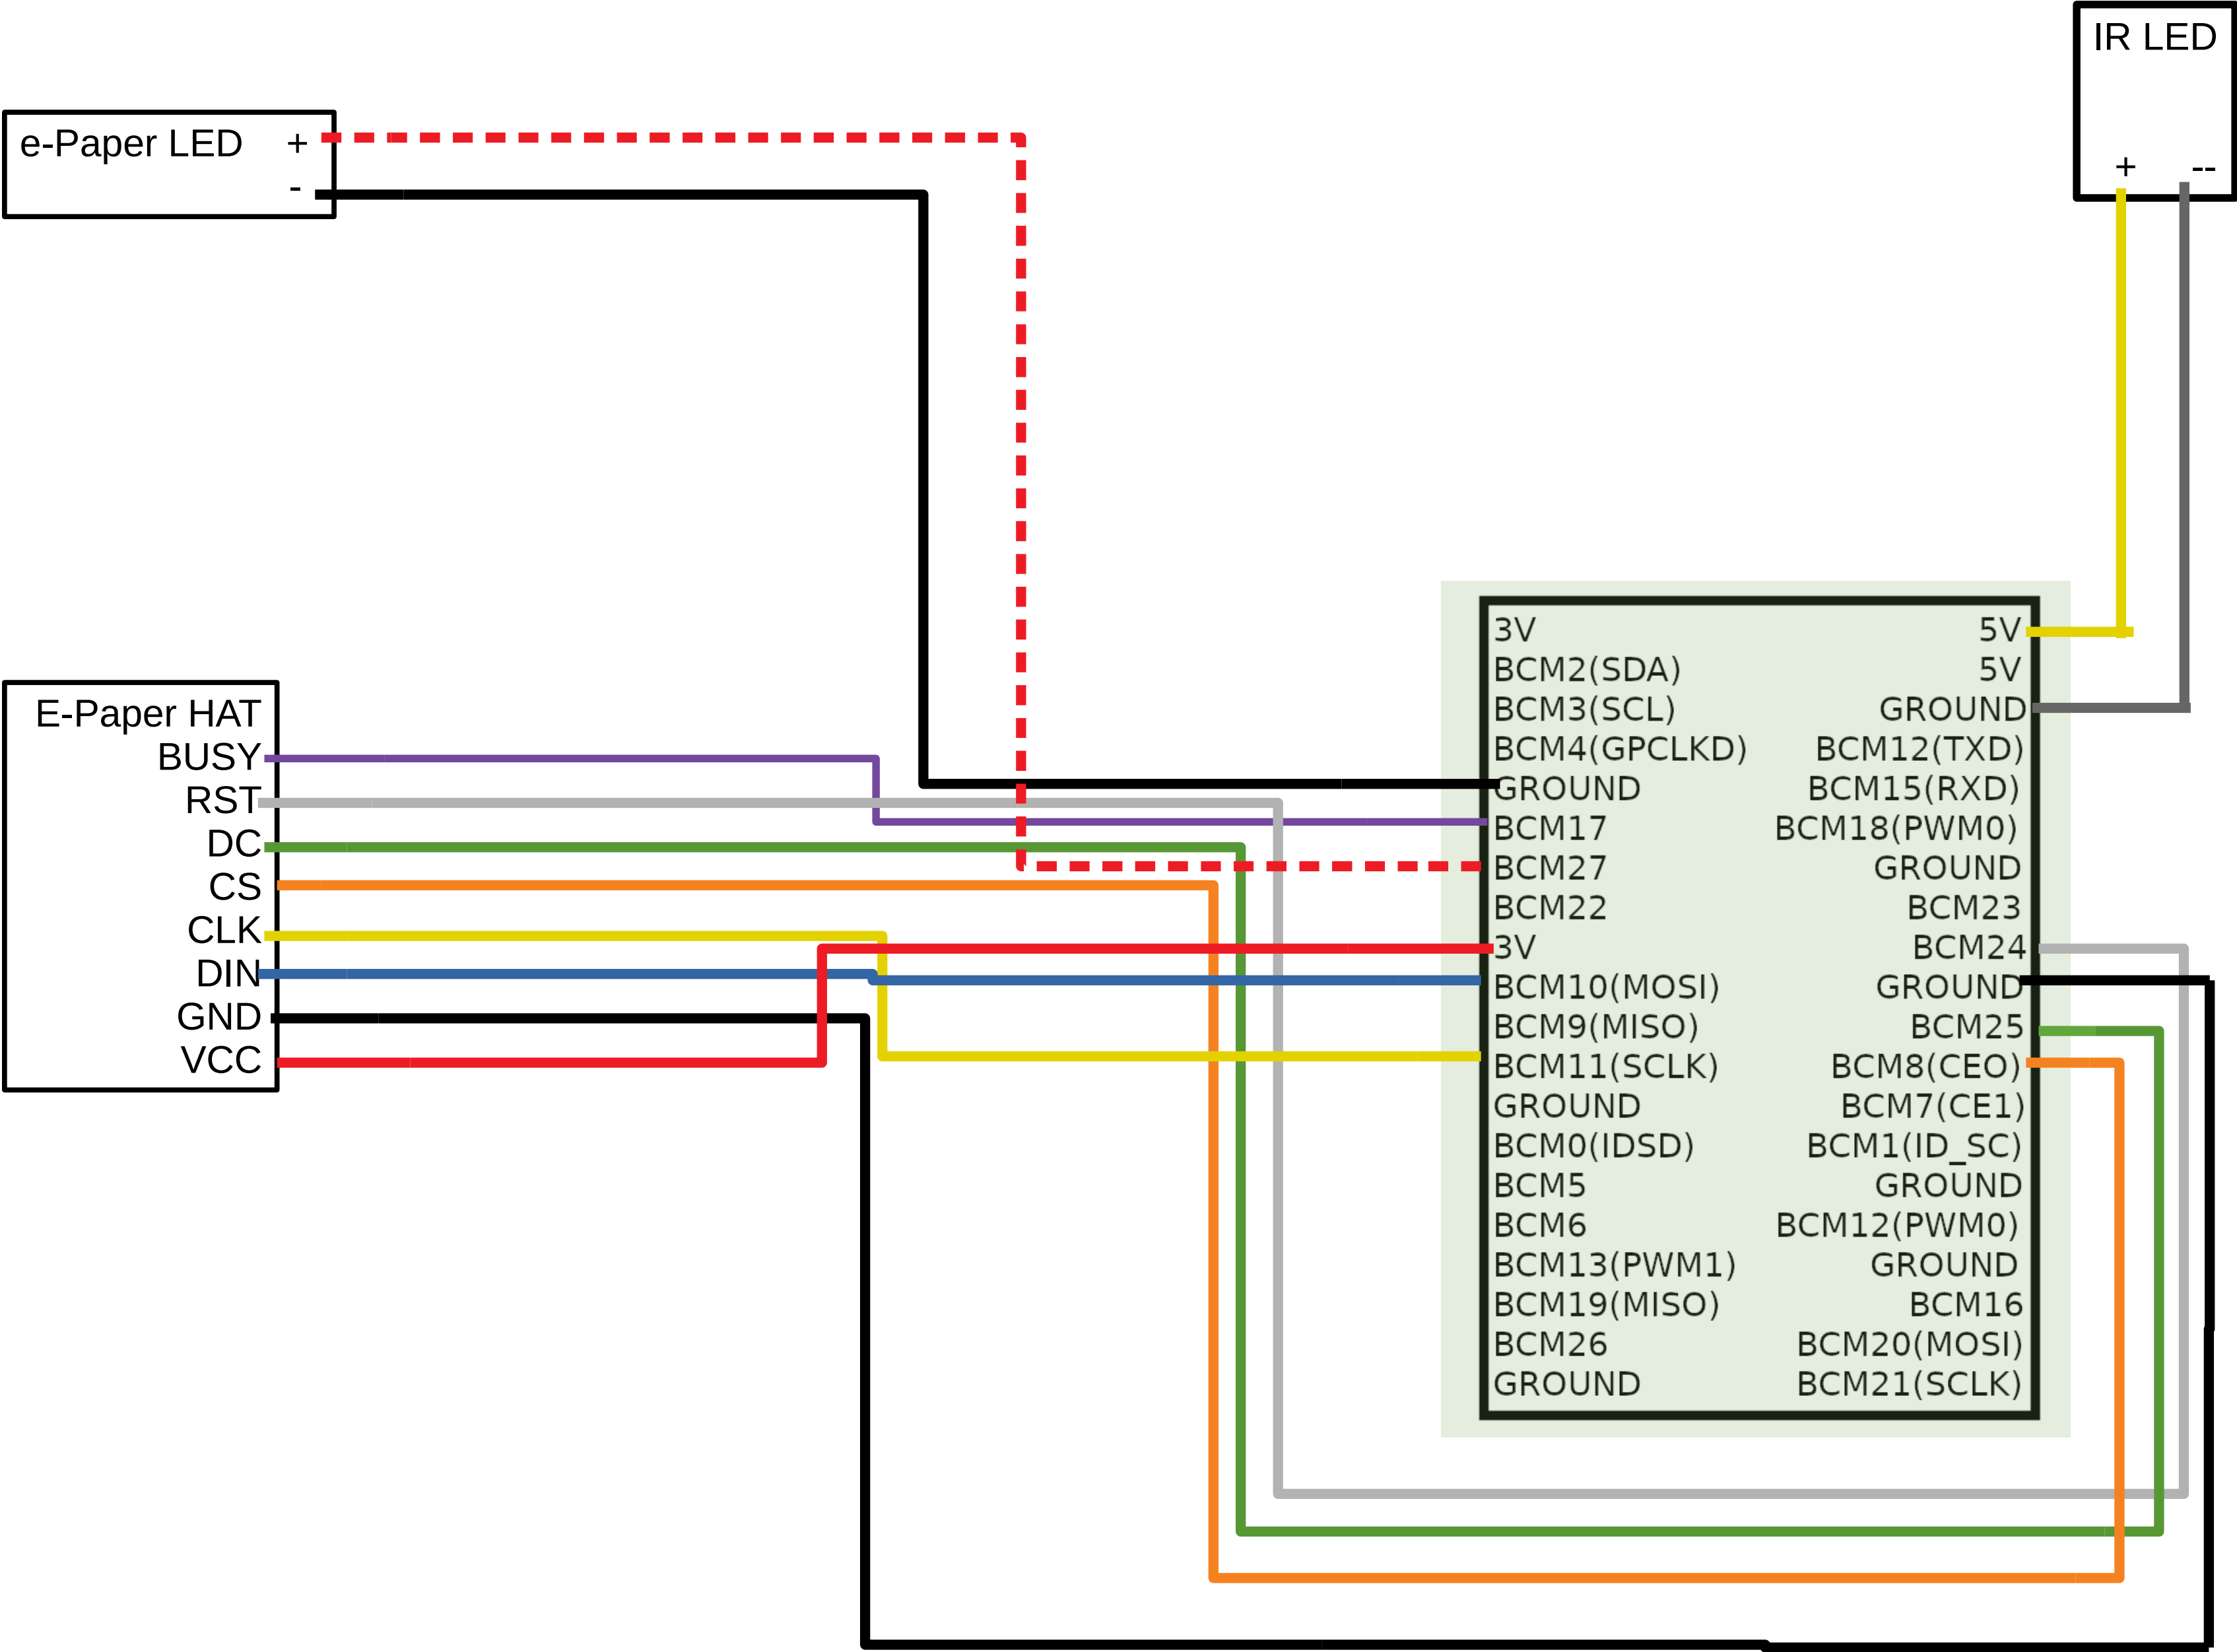 IR LED
+ --
e-Paper LED +
-
E-Paper HAT
BUSY
RST
DC
CS
CLK
DIN
GND
VCC
3V 5V
BCM2(SDA) 5V
BCM3(SCL) GROUND
BCM4(GPCLKD) BCM12(TXD)
GROUND BCM15(RXD)
BCM17 BCM18(PWM0)
BCM27 GROUND
BCM22 BCM23
3V BCM24
BCM10(MOSI) GROUND
BCM9(MISO) BCM25
BCM11(SCLK) BCM8(CEO)
GROUND BCM7(CE1)
BCM0(IDSD) BCM1(ID_SC)
BCM5 GROUND
BCM6 BCM12(PWM0)
BCM13(PWM1) GROUND
BCM19(MISO) BCM16
BCM26 BCM20(MOSI)
GROUND BCM21(SCLK)